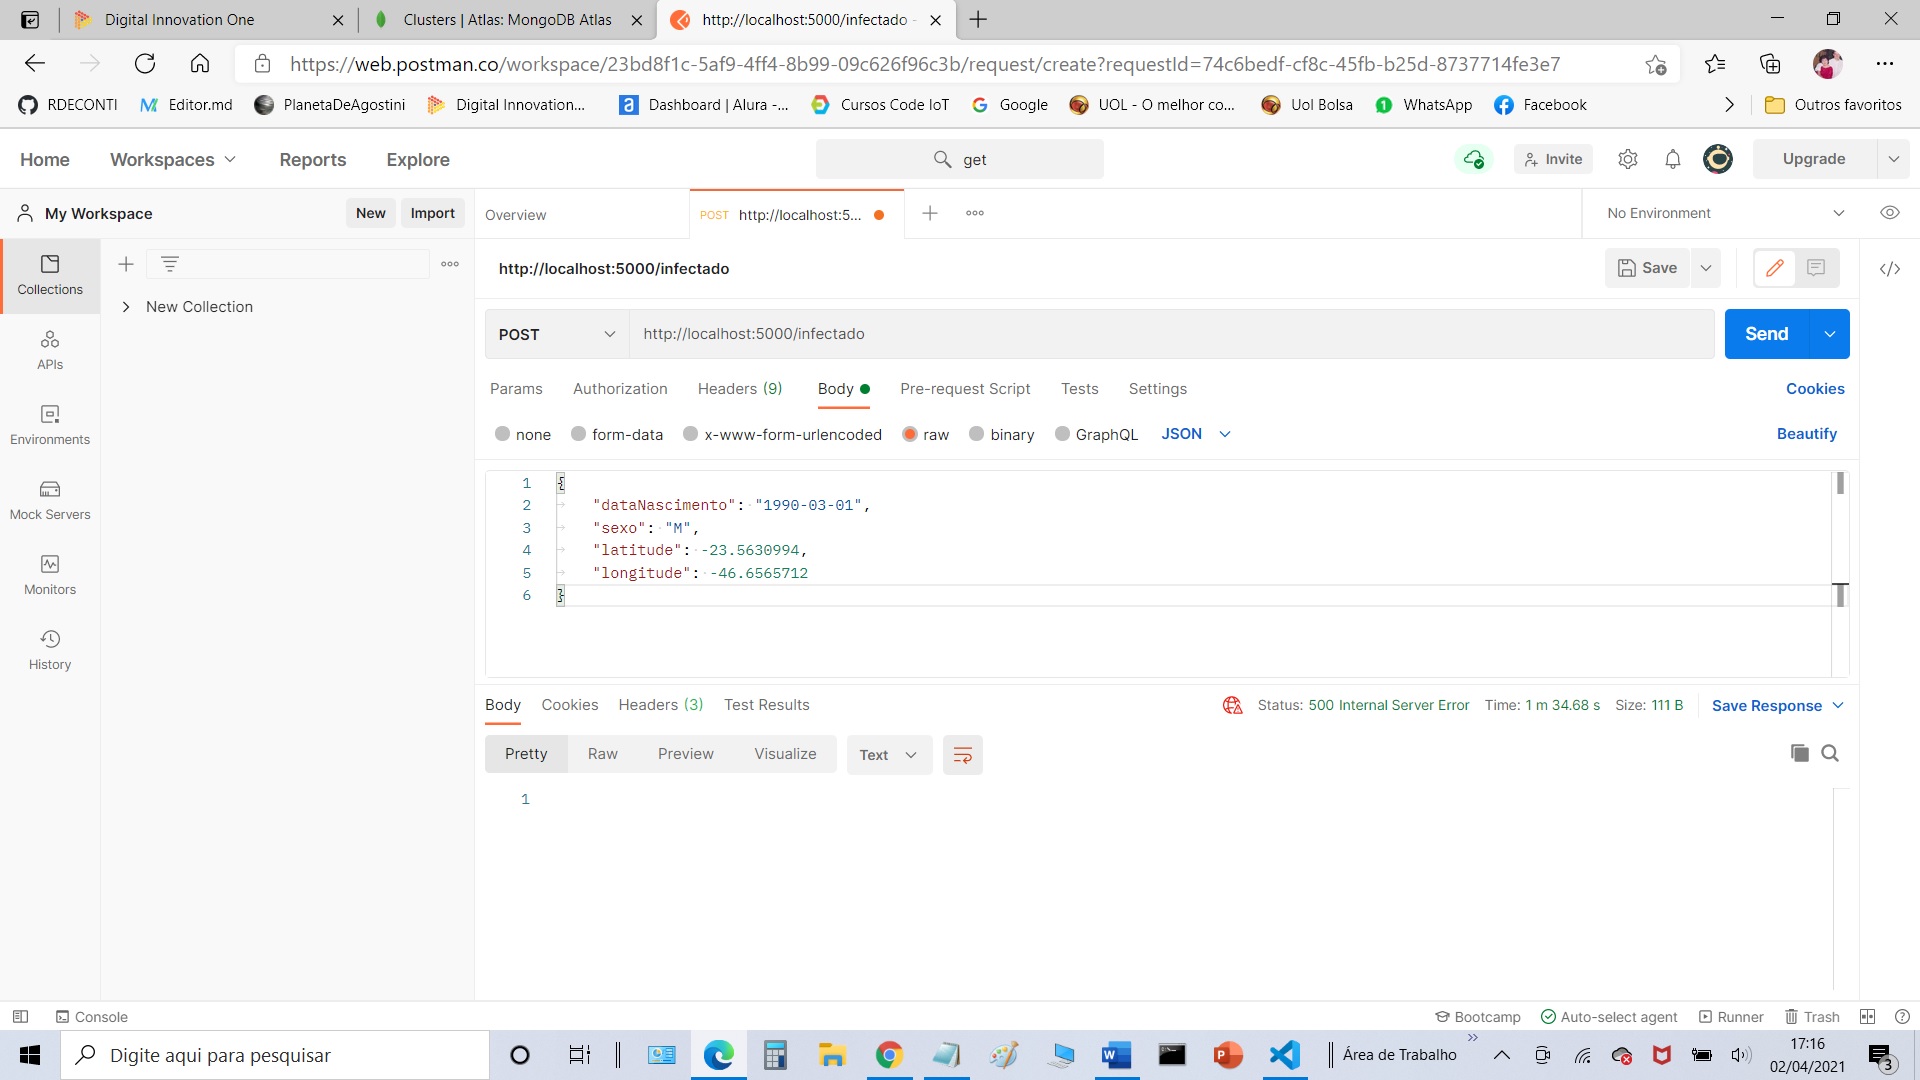 Digital Innovation One
Clusters | Atlas: MongoDB Atlas
http://localhost:5000/infectado -
https://web.postman.co/workspace/23bd8f1c-5af9-4ff4-8b99-09c626f96c3b/request/create?requestId=74c6bedf-cf8c-45fb-b25d-8737714fe3e7
RDECONTI
Editor.md
PlanetaDeAgostini
Digital Innovation...
Dashboard | Alura -...
Cursos Code IoT
Google
UOL - O melhor co...
Uol Bolsa
WhatsApp
Facebook
Outros favoritos
Home
Workspaces
Reports
Explore
get
Invite
Upgrade
My Workspace
New
Import
Overview
POST http://localhost:5...
No Environment
Collections
New Collection
http://localhost:5000/infectado
Save
APIs
POST
http://localhost:5000/infectado
Send
Params
Authorization
Headers (9)
Body
Pre-request Script
Tests
Settings
Cookies
Environments
none
form-data
x-www-form-urlencoded
raw
binary
GraphQL
JSON
Beautify
Mock Servers
Monitors
History
1 {
2 "dataNascimento": "1990-03-01",
3 "sexo": "M",
4 "latitude": -23.5630994,
5 "longitude": -46.6565712
6 }
Body
Cookies
Headers (3)
Test Results
Status: 500 Internal Server Error
Time: 1 m 34.68 s
Size: 111 B
Save Response
Pretty
Raw
Preview
Visualize
Text
1
Console
Bootcamp
Auto-select agent
Runner
Trash
Digite aqui para pesquisar
Área de Trabalho
17:16
02/04/2021
3